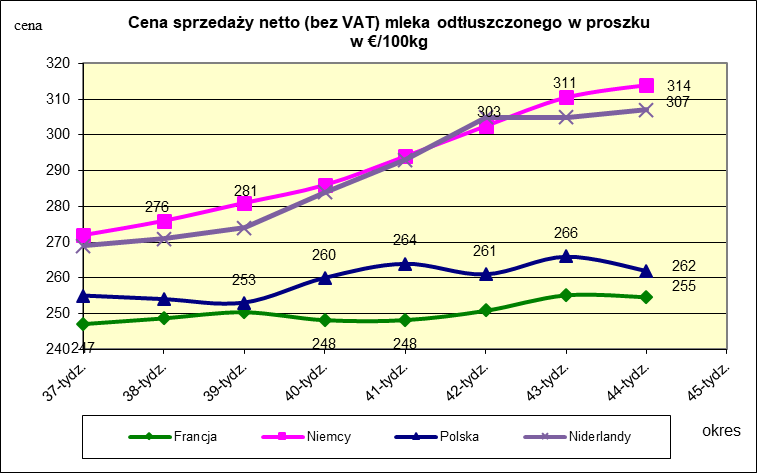 cena
Cena sprzedaży netto (bez VAT) mleka odtłuszczonego w proszku
w €/100kg
320
310
300
290
280
270
260
250
240
311
314
307
303
281
276
266
264
261
260
262
253
255
247
248
248
37-tydz.
38-tydz.
39-tydz.
40-tydz.
41-tydz.
42-tydz.
43-tydz.
44-tydz.
45-tydz.
okres
Francja
Niemcy
Polska
Niderlandy